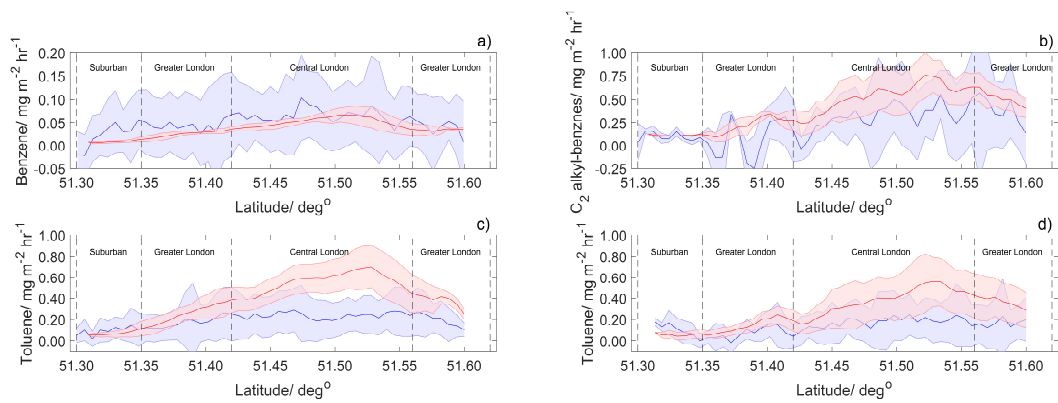 a)
0.20
0.15
0.10
0.05
0.00
-0.05
Benzene/ mg m-2 hr-1
Suburban Greater London Central London Greater London
51.30 51.35 51.40 51.45 51.50 51.55 51.60
Latitude/ deg o
b)
1.00
0.75
0.50
0.25
0.00
-0.25
C2 alkyl-benznes/ mg m-2 hr-1
Suburban Greater London Central London Greater London
51.30 51.35 51.40 51.45 51.50 51.55 51.60
Latitude/ deg o
c)
1.00
0.80
0.60
0.40
0.20
0.00
Toluene/ mg m-2 hr-1
Suburban Greater London Central London Greater London
51.30 51.35 51.40 51.45 51.50 51.55 51.60
Latitude/ deg o
d)
1.00
0.80
0.60
0.40
0.20
0.00
Toluene/ mg m-2 hr-1
Suburban Greater London Central London Greater London
51.30 51.35 51.40 51.45 51.50 51.55 51.60
Latitude/ deg o